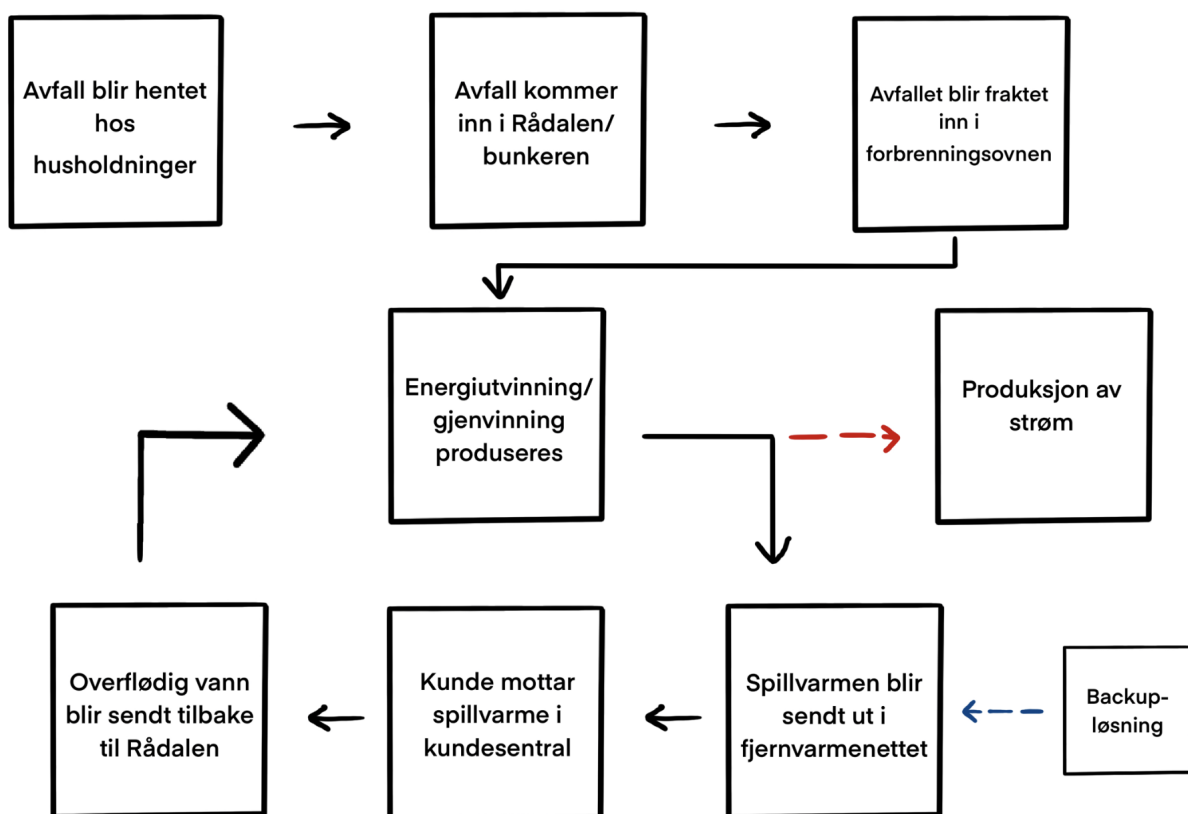 Avfall blir hentet
hos
husholdninger
Avfall kommer
inn i Rådalen/
bunkeren
Avfallet blir fraktet
inn i
forbrenningsovnen
Energiutvinning/
gjenvinning
produseres
Produksjon av
strøm
Overflødig vann
blir sendt tilbake
til Rådalen
Kunde mottar
spillvarme i
kundesentral
Spillvarmen blir
sendt ut i
fjernvarmenettet
Backup-
løsning